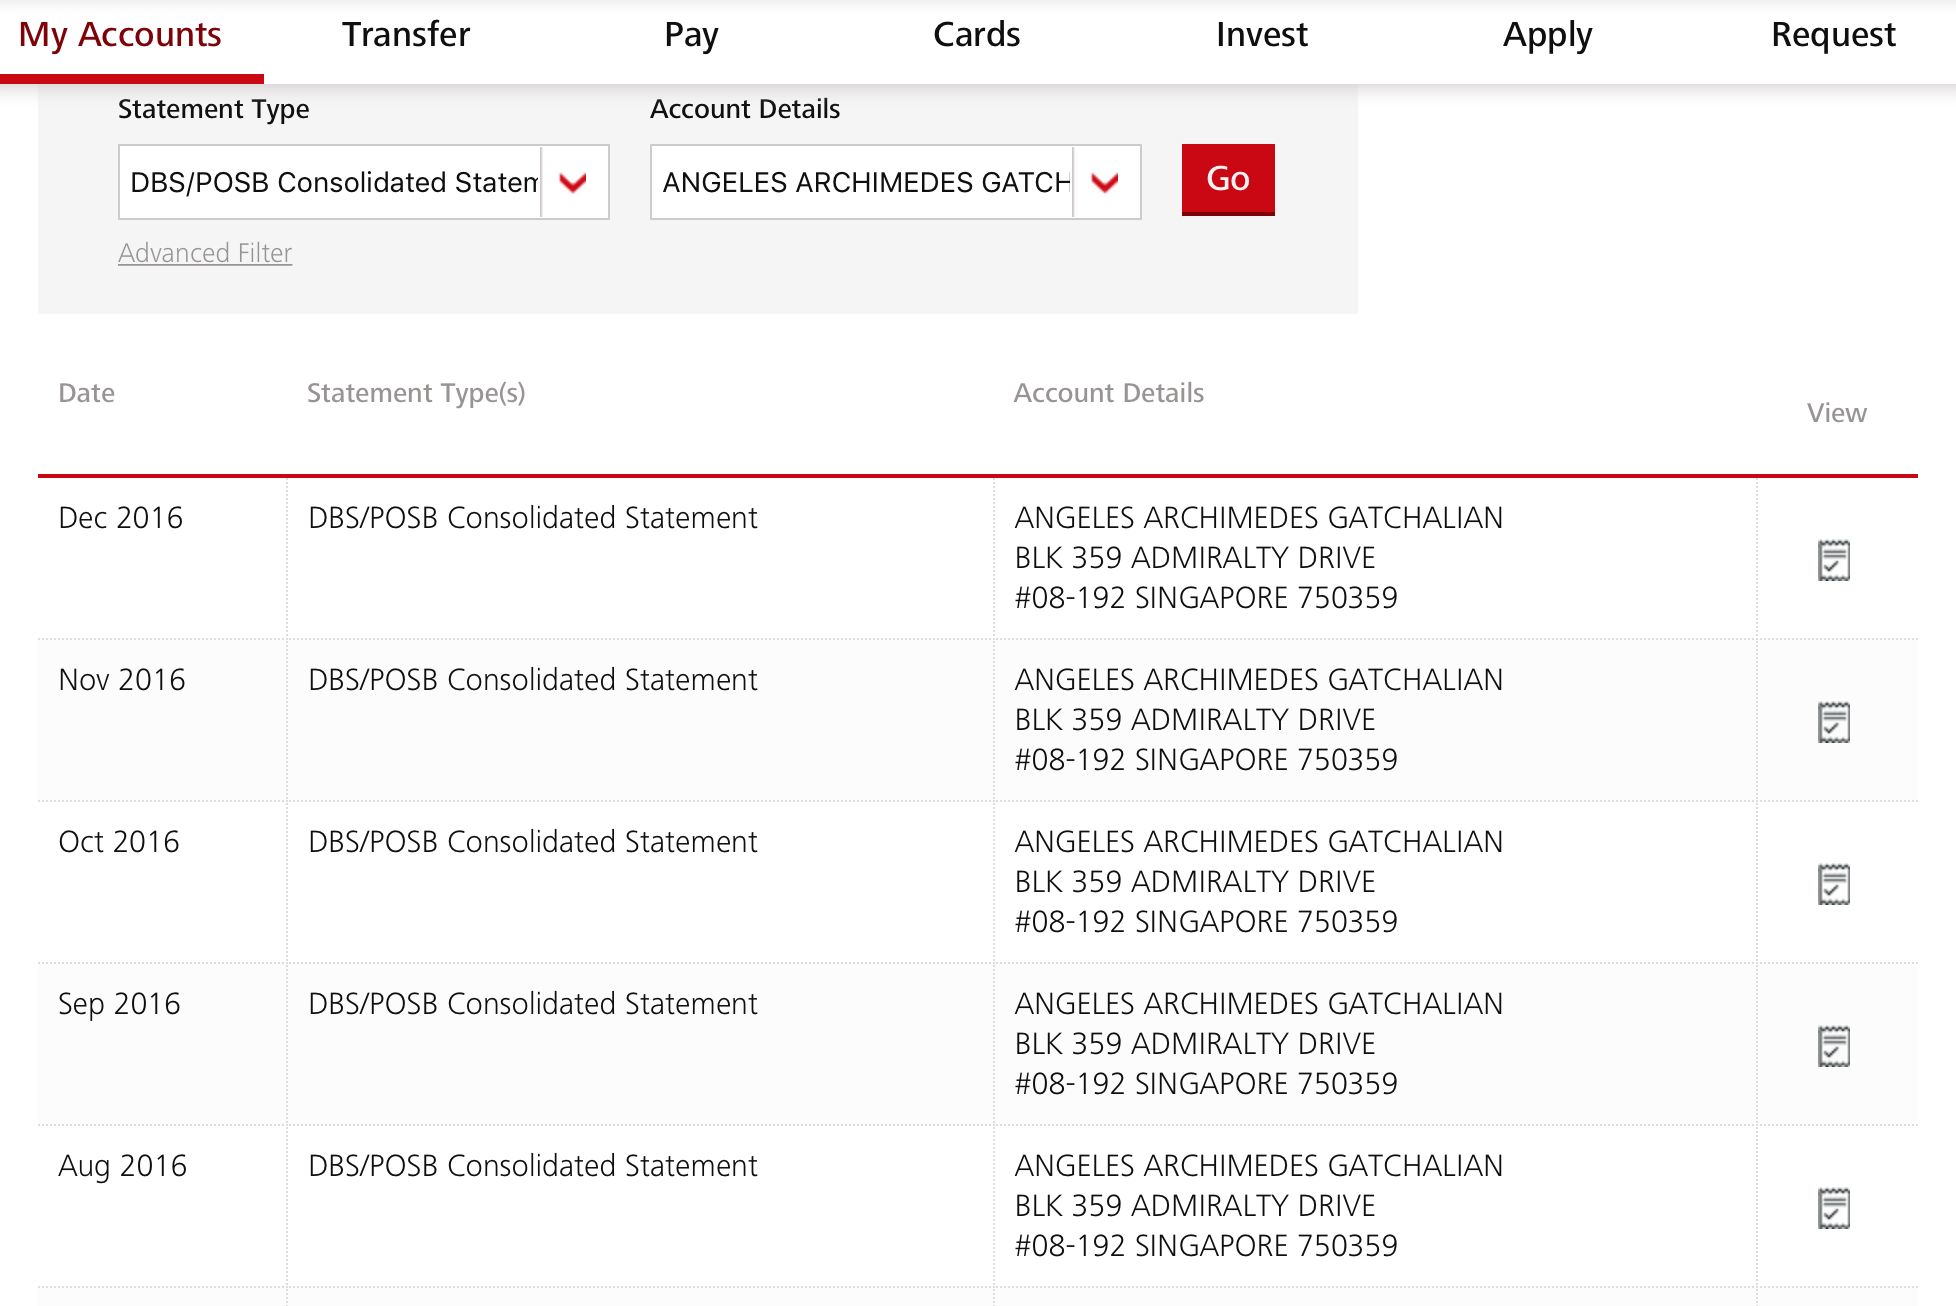 My Accounts Transfer Pay Cards Invest Apply Request
Statement Type Account Details
DBS/POSB Consolidated Statem ANGELES ARCHIMEDES GATCH Go
Advanced Filter
Date Statement Type(s) Account Details
View
Dec 2016 DBS/POSB Consolidated Statement ANGELES ARCHIMEDES GATCHALIAN
BLK 359 ADMIRALTY DRIVE
#08-192 SINGAPORE 750359
Nov 2016 DBS/POSB Consolidated Statement ANGELES ARCHIMEDES GATCHALIAN
BLK 359 ADMIRALTY DRIVE
#08-192 SINGAPORE 750359
Oct 2016 DBS/POSB Consolidated Statement ANGELES ARCHIMEDES GATCHALIAN
BLK 359 ADMIRALTY DRIVE
#08-192 SINGAPORE 750359
Sep 2016 DBS/POSB Consolidated Statement ANGELES ARCHIMEDES GATCHALIAN
BLK 359 ADMIRALTY DRIVE
#08-192 SINGAPORE 750359
Aug 2016 DBS/POSB Consolidated Statement ANGELES ARCHIMEDES GATCHALIAN
BLK 359 ADMIRALTY DRIVE
#08-192 SINGAPORE 750359